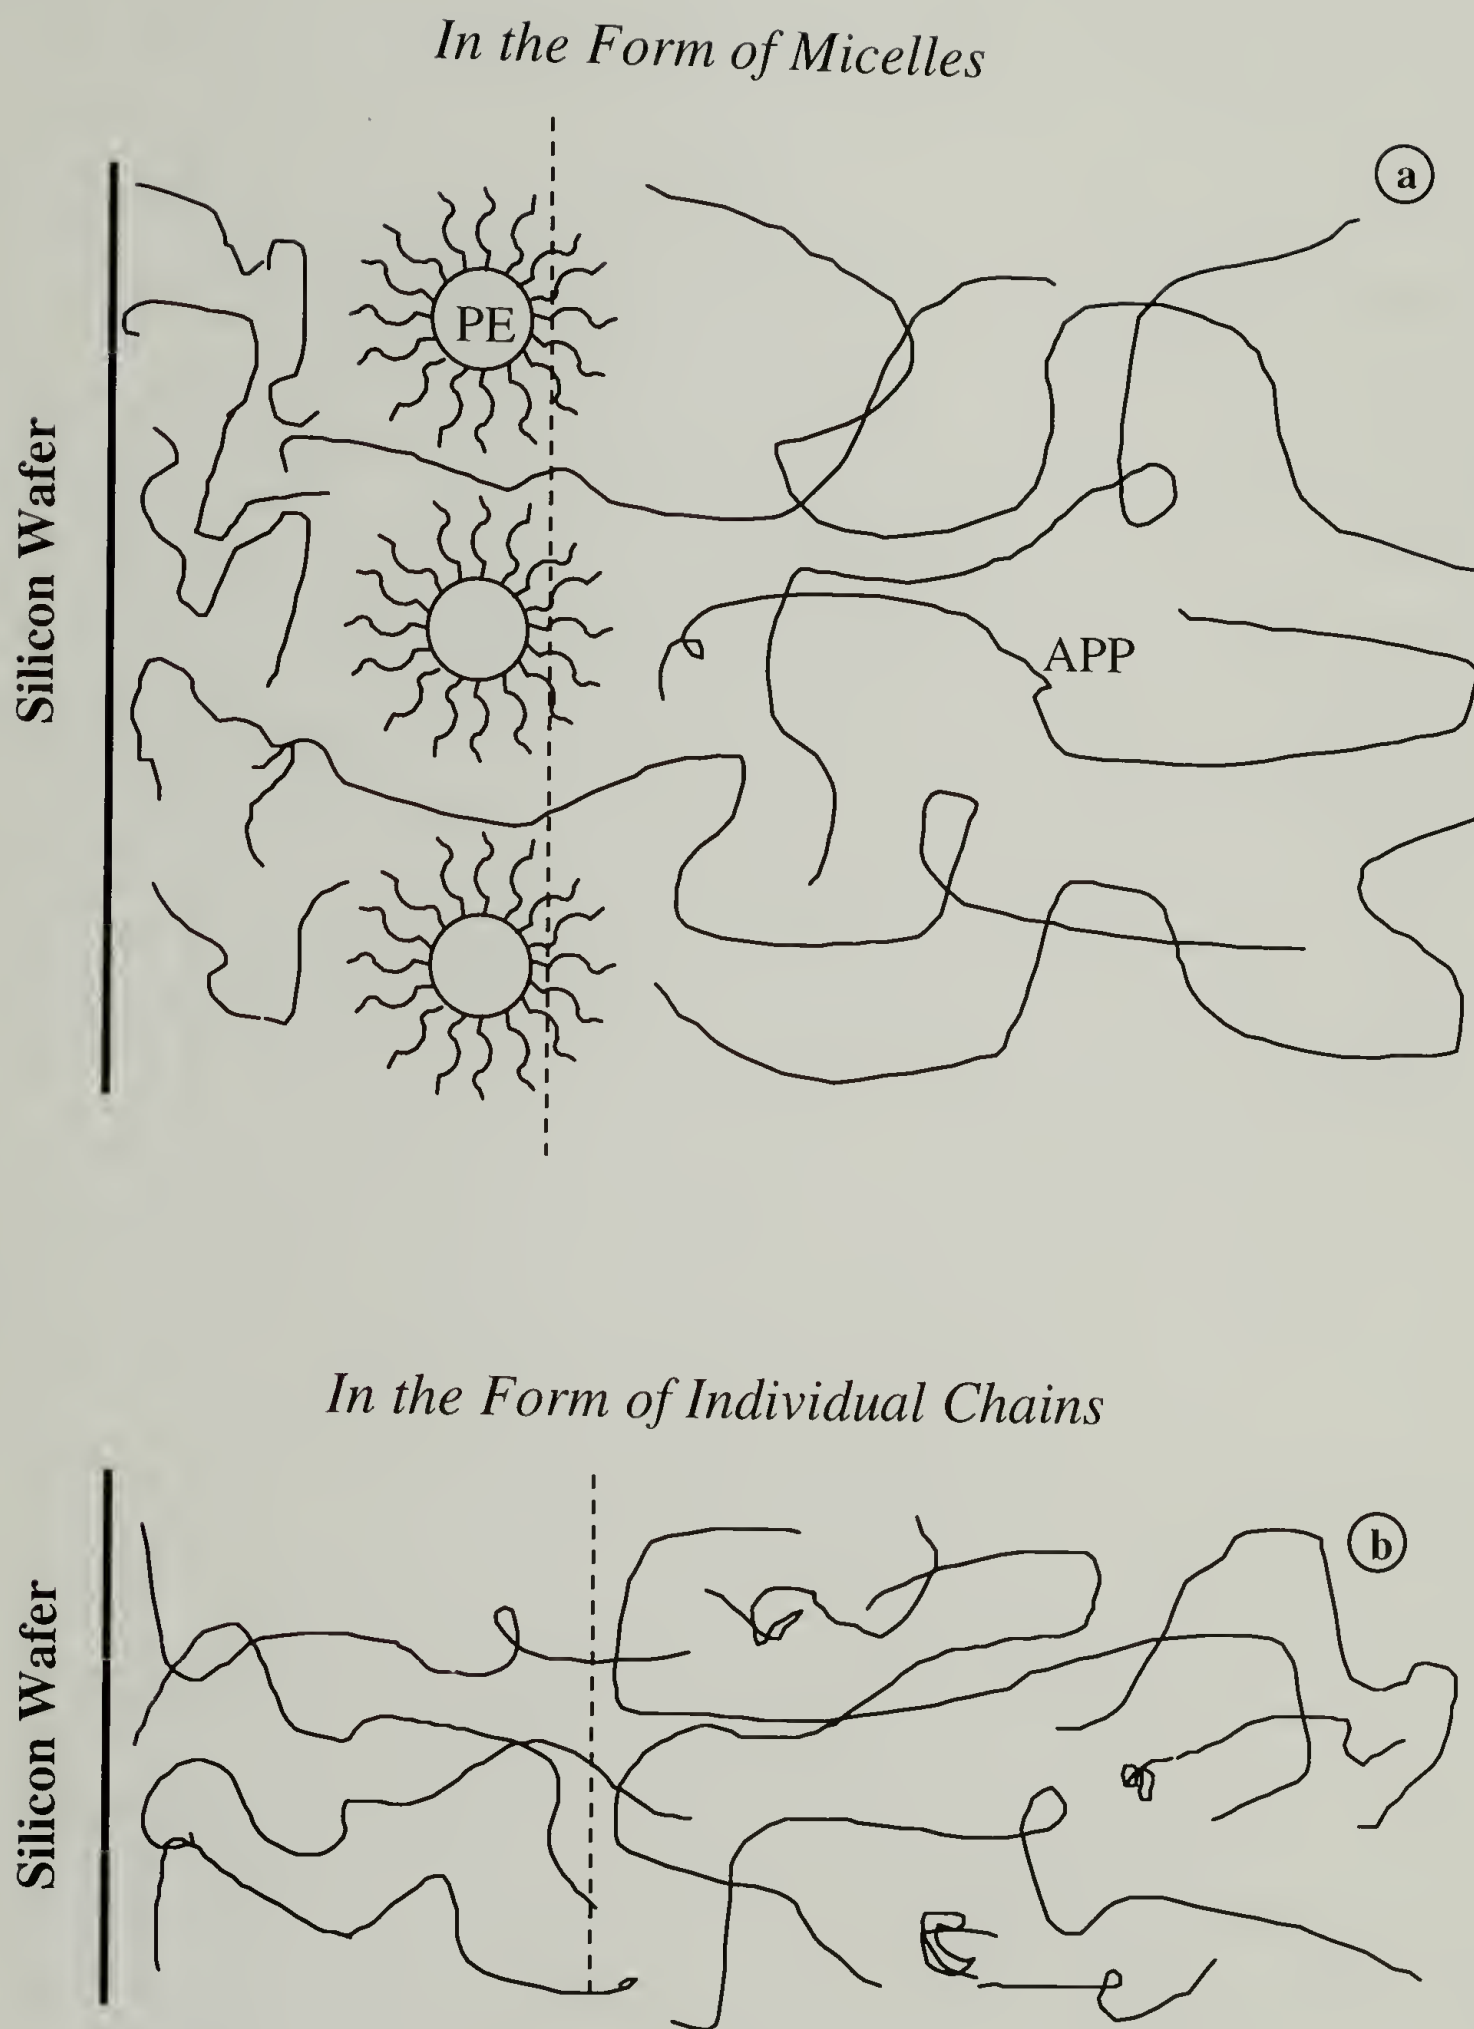 In the Form of Micelles
a
PE
Silicon Wafer
APP
In the Form of Individual Chains
b
Silicon Wafer